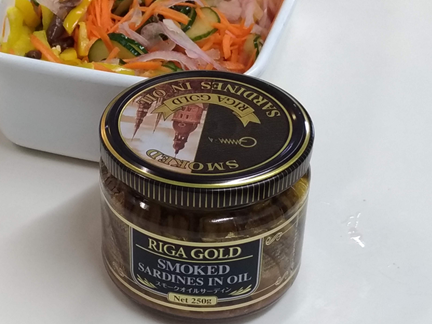 SMOKED
RIGA GOLD
SARDINES IN OIL
RIGA GOLD
SMOKED
SARDINES IN OIL
スモークオイルサーディン
Net 250g